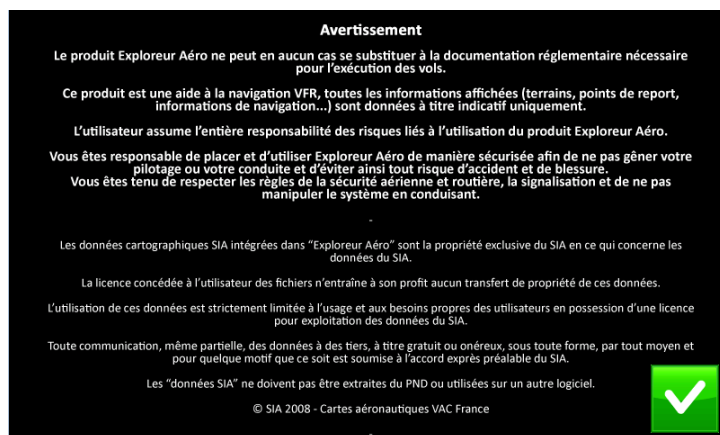 Avertissement
Le produit Exploreur Aéro ne peut en aucun cas se substituer à la documentation réglementaire nécessaire
pour l'exécution des vols.
Ce produit est une aide à la navigation VFR, toutes les informations affichées (terrains, points de report,
informations de navigation...) sont données à titre indicatif uniquement.
L'utilisateur assume l'entière responsabilité des risques liés à l'utilisation du produit Exploreur Aéro.
Vous êtes responsable de placer et d'utiliser Exploreur Aéro de manière sécurisée afin de ne pas gêner votre
pilotage ou votre conduite et d'éviter ainsi tout risque d'accident et de blessure.
Vous êtes tenu de respecter les règles de la sécurité aérienne et routière, la signalisation et de ne pas
manipuler le système en conduisant.
-
Les données cartographiques SIA intégrées dans "Exploreur Aéro" sont la propriété exclusive du SIA en ce qui concerne les
données du SIA.
La licence concédée à l'utilisateur des fichiers n'entraîne à son profit aucun transfert de propriété de ces données.
L'utilisation de ces données est strictement limitée à l'usage et aux besoins propres des utilisateurs en possession d'une licence
pour exploitation des données du SIA.
Toute communication, même partielle, des données à des tiers, à titre gratuit ou onéreux, sous toute forme, par tout moyen et
pour quelque motif que ce soit est soumise à l'accord exprès préalable du SIA.
Les "données SIA" ne doivent pas être extraites du PND ou utilisées sur un autre logiciel.
© SIA 2008 - Cartes aéronautiques VAC France
-